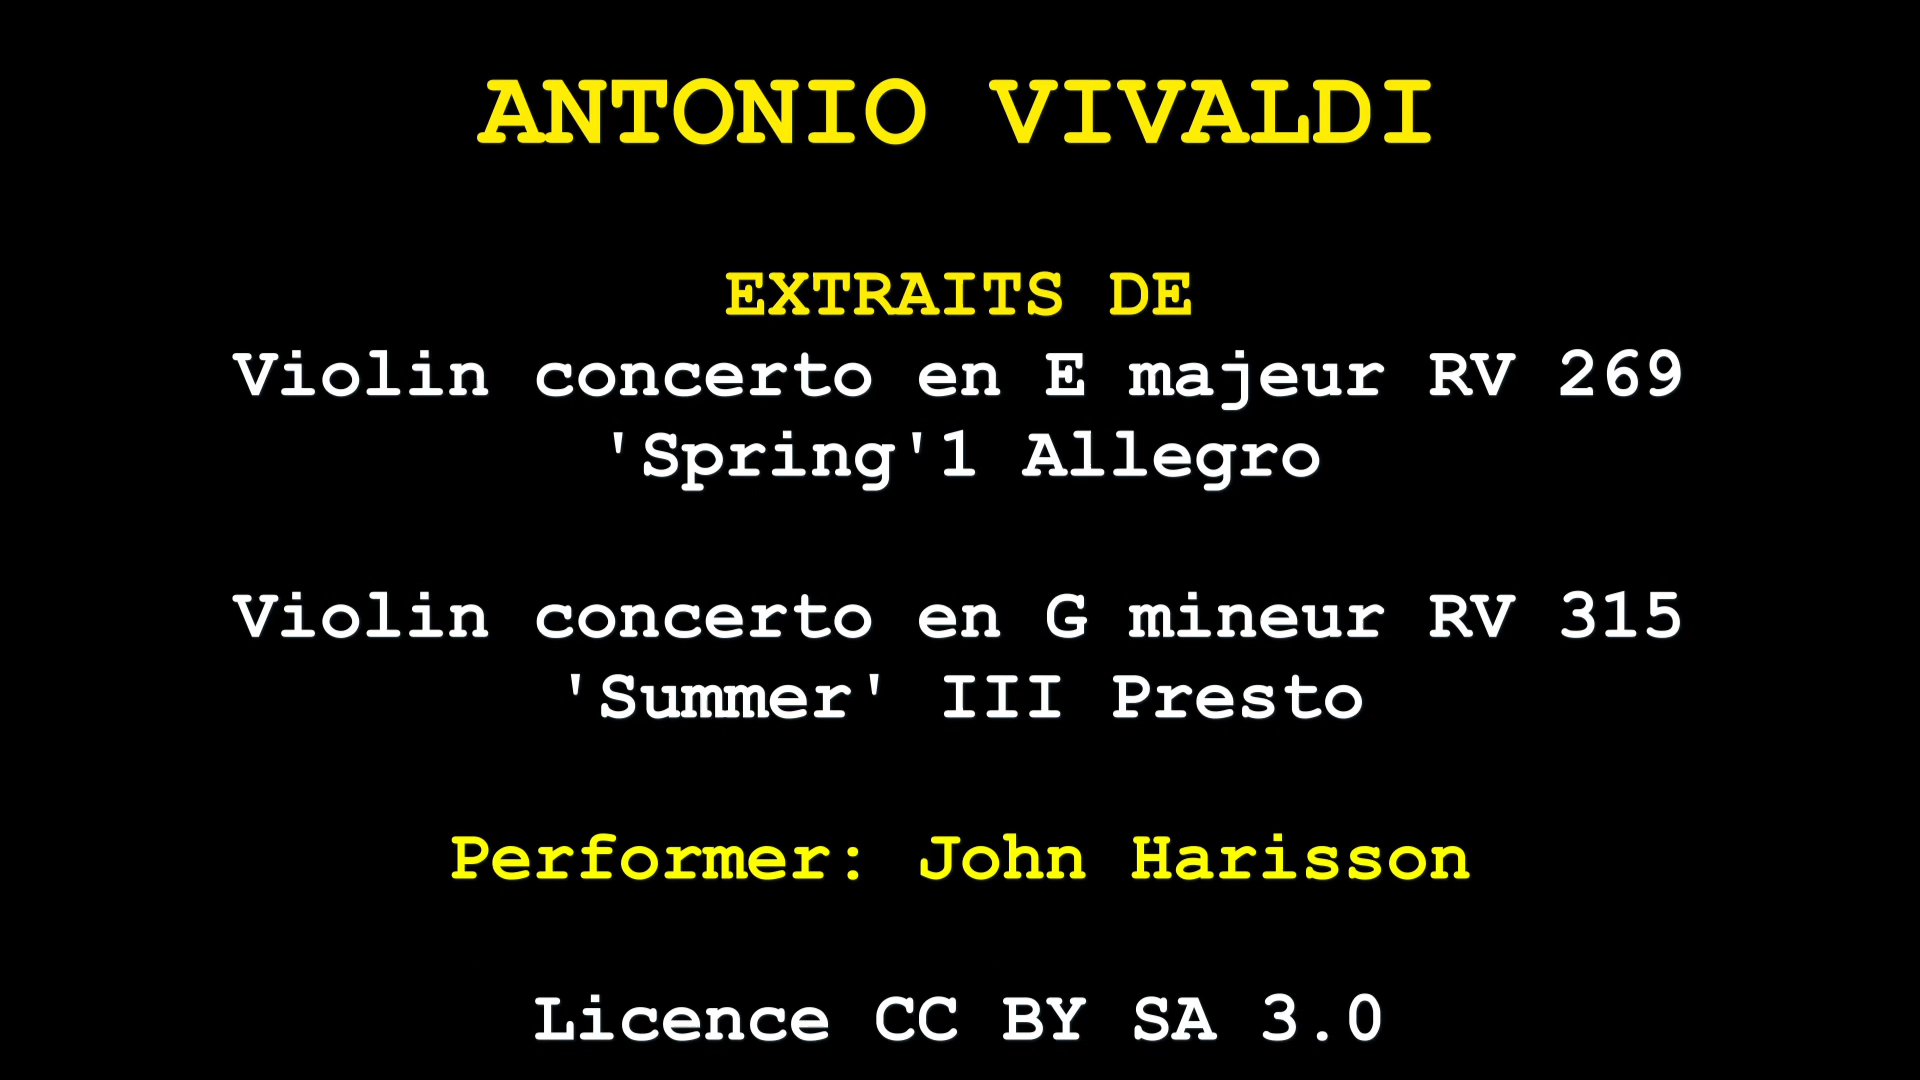 ANTONIO VIVALDI
EXTRAITS DE
Violin concerto en E majeur RV 269
'Spring'1 Allegro
Violin concerto en G mineur RV 315
'Summer' III Presto
Performer: John Harisson
Licence CC BY SA 3.0